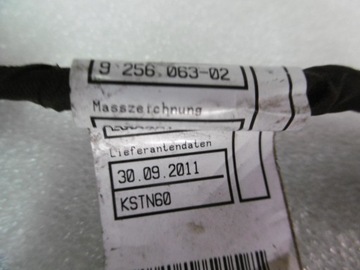 9 256.063-02
Masszeichnung
Lieferantendaten
30.09.2011
KSTN60